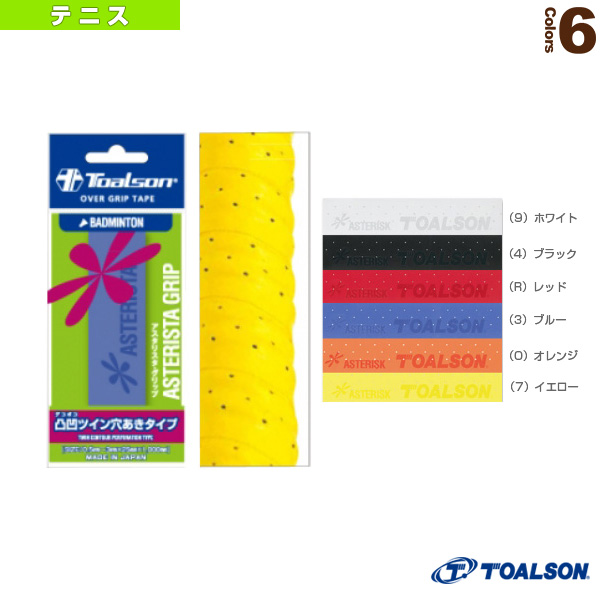 テニス
Colors 6
Toalson
OVER GRIP TAPE
BADMINTON
ASTERISTA
ASTERISTA GRIP
アスタリスタ・グリップ
デコボコ
凸凹ツイン穴あきタイプ
TWIN CONTOUR PERFORATION TYPE
MADE IN JAPAN
ASTERISK TOALSON
(9) ホワイト
(4) ブラック
ASTERISK TOALSON
(R) レッド
ASTERISK TOALSON
(3) ブルー
ASTERISK TOALSON
(O) オレンジ
ASTERISK TOALSON
(7) イエロー
ASTERISK TOALSON
TOALSON